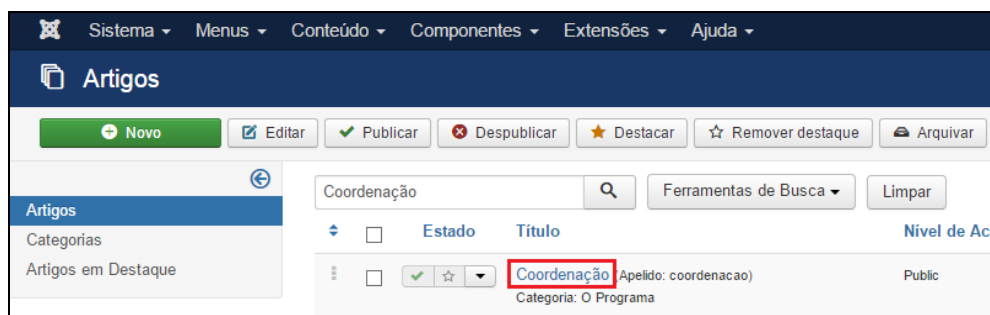 Sistema Menus Conteúdo Componentes Extensões Ajuda
Artigos
Novo Editar Publicar Despublicar Destacar Remover destaque Arquivar
Coordenação Ferramentas de Busca Limpar
Artigos
Categorias
Artigos em Destaque
Estado Título Nível de Ac
Coordenação (Apelido: coordenacao) Public
Categoria: O Programa